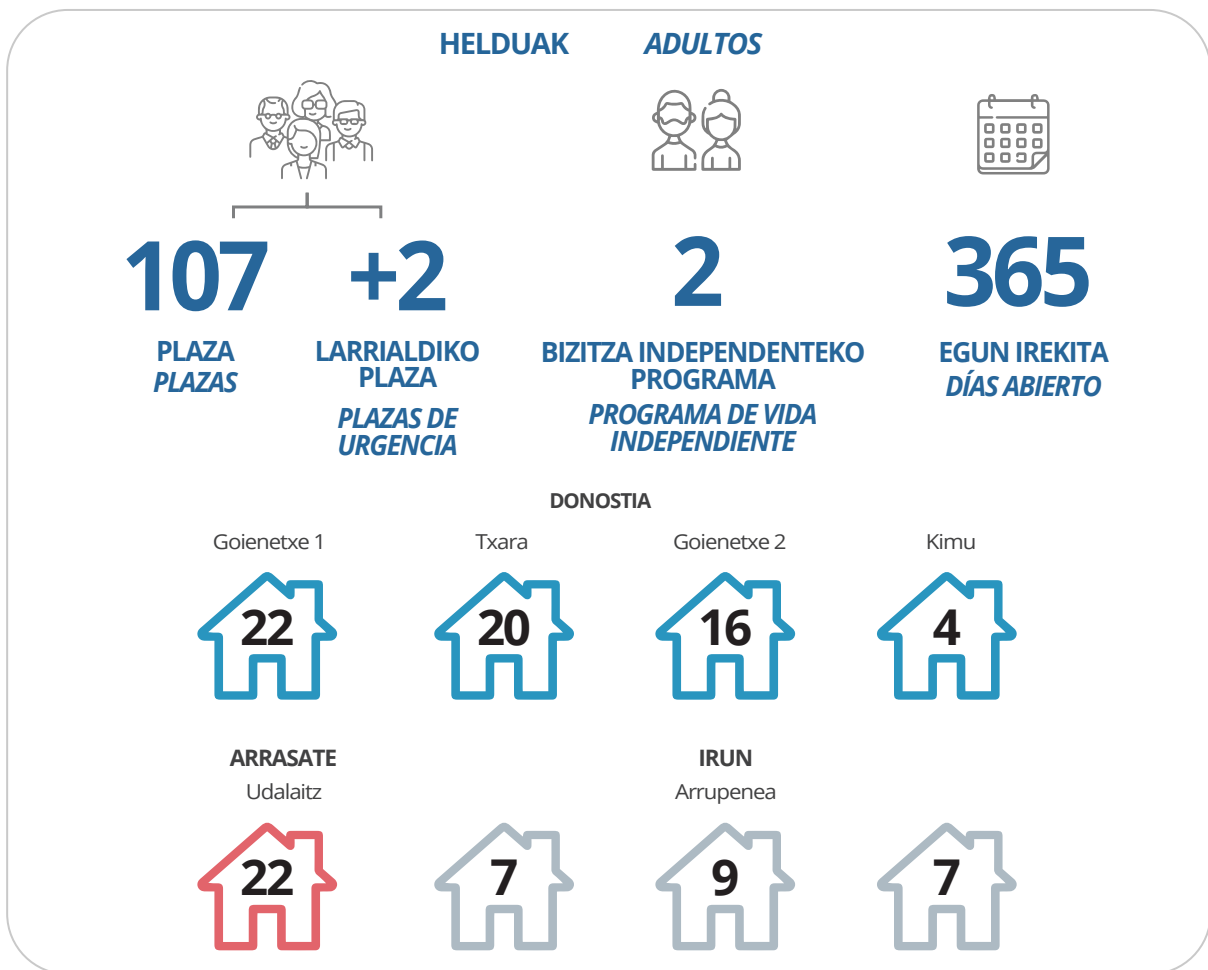 HELDUAK ADULTOS
107 +2 2 365
PLAZA
PLAZAS
LARRIALDIKO
PLAZA
PLAZAS DE
URGENCIA
BIZITZA INDEPENDENTEKO
PROGRAMA
PROGRAMA DE VIDA
INDEPENDIENTE
EGUN IREKITA
DÍAS ABIERTO
DONOSTIA
Goienetxe 1 Txara Goienetxe 2 Kimu
22 20 16 4
ARRASATE IRUN
Udalaitz Arrupenea
22 7 9 7